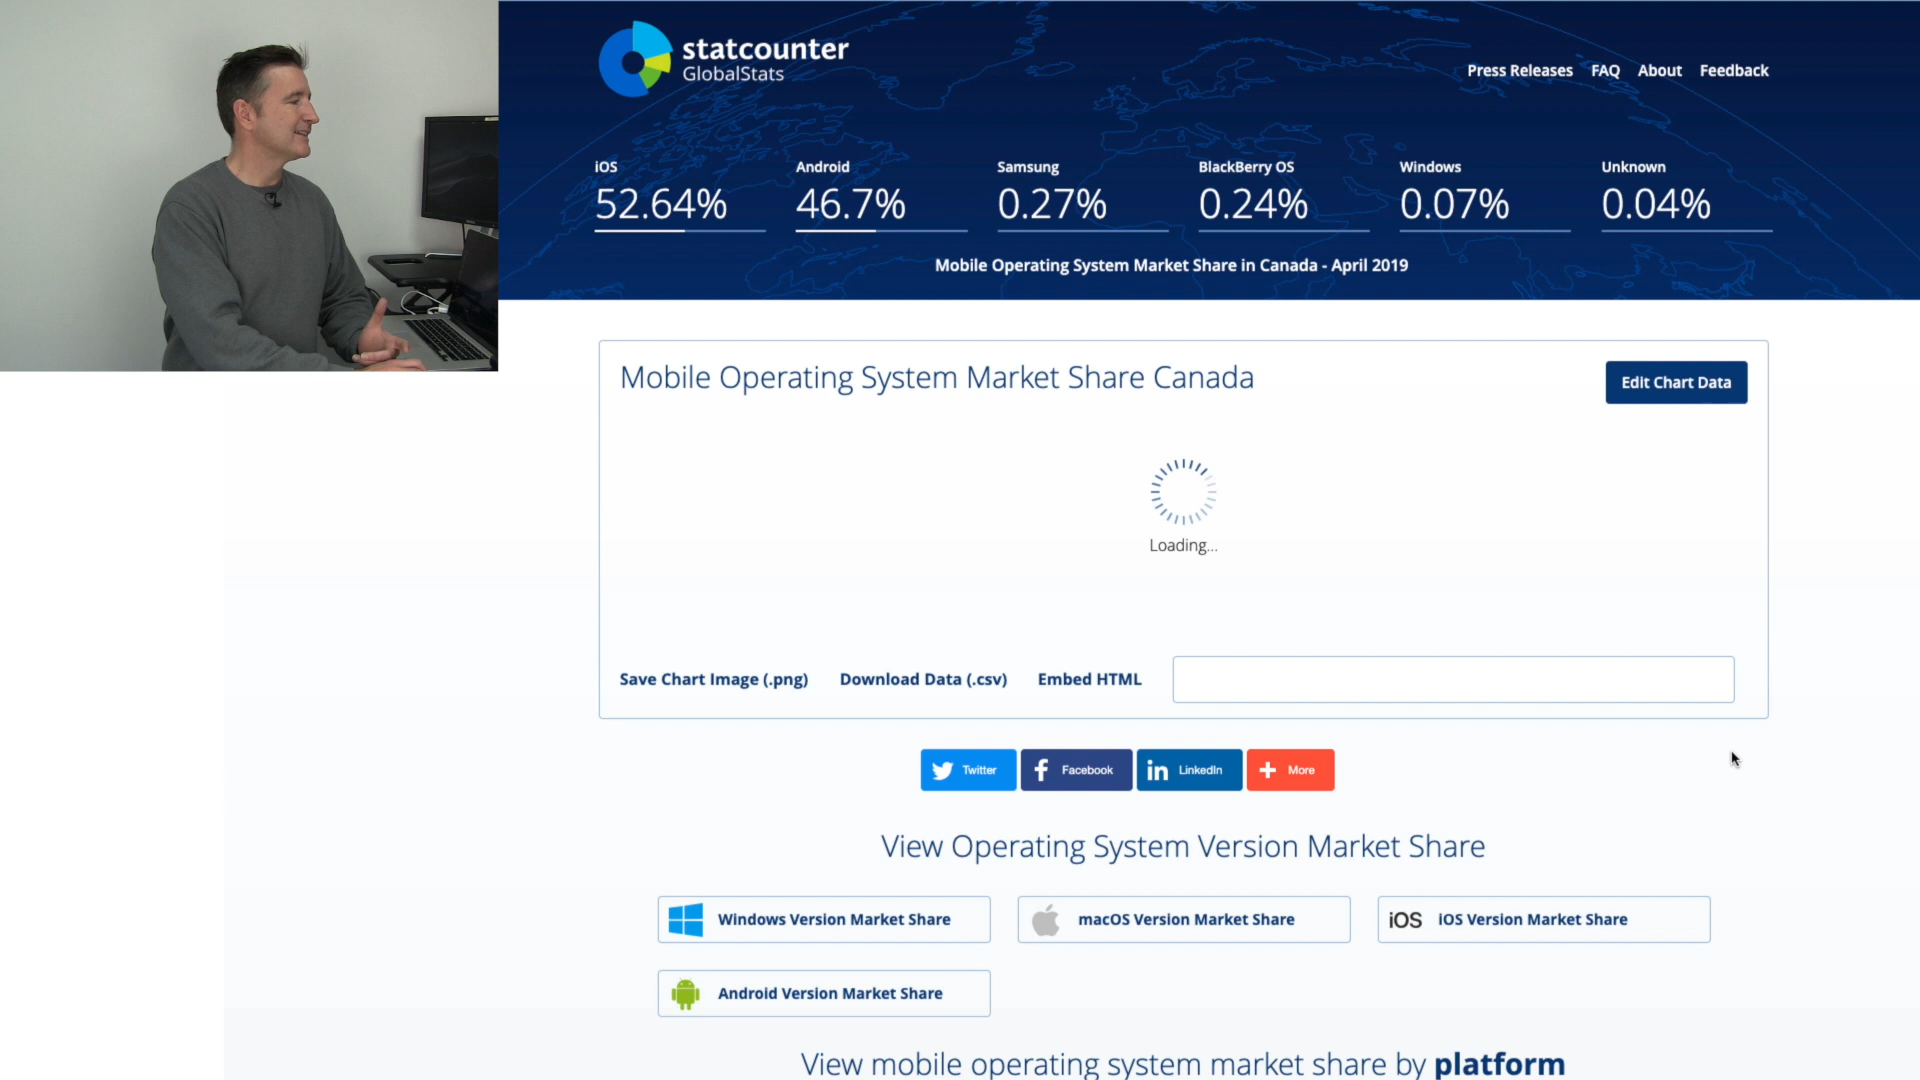 statcounter
GlobalStats
Press Releases FAQ About Feedback
iOS Android Samsung BlackBerry OS Windows Unknown
52.64% 46.7% 0.27% 0.24% 0.07% 0.04%
Mobile Operating System Market Share in Canada - April 2019
Mobile Operating System Market Share Canada
Edit Chart Data
Loading...
Save Chart Image (.png) Download Data (.csv) Embed HTML
Twitter Facebook LinkedIn More
View Operating System Version Market Share
Windows Version Market Share macOS Version Market Share iOS iOS Version Market Share
Android Version Market Share
View mobile operating system market share by platform